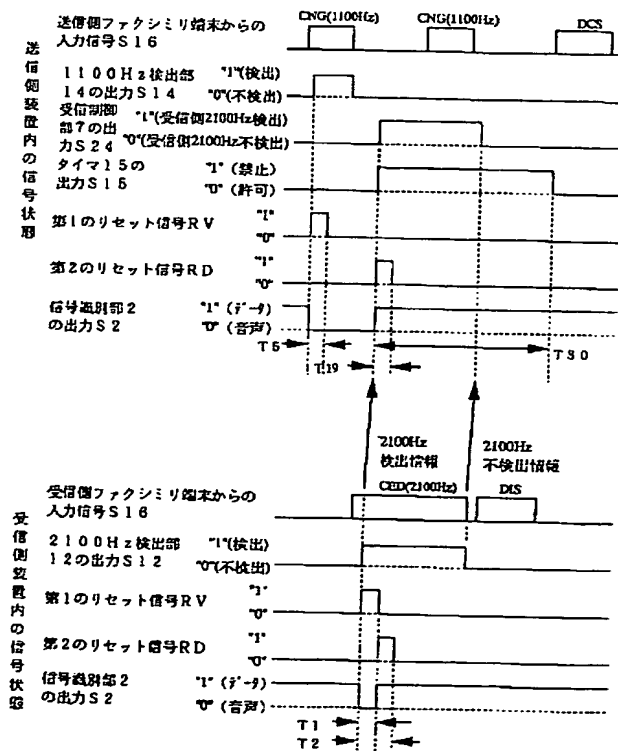 送信側装置内の信号状態
送信側ファクシミリ端末からの
入力信号S16
CNG(1100Hz)
CNG(1100Hz)
DCS
1100Hz検出部
14の出力S14
"1"(検出)
"0"(不検出)
受信制御
部7の出
力S24
"1"(受信側2100Hz検出)
"0"(受信側2100Hz不検出)
タイマ15の
出力S15
"1"(禁止)
"0"(許可)
第1のリセット信号RV
"1"
"0"
第2のリセット信号RD
"1"
"0"
信号識別部2
の出力S2
"1"(データ)
"0"(音声)
T5
T19
T30
2100Hz
検出情報
2100Hz
不検出情報
受信側装置内の信号状態
受信側ファクシミリ端末からの
入力信号S16
CED(2100Hz)
DIS
2100Hz検出部
12の出力S12
"1"(検出)
"0"(不検出)
第1のリセット信号RV
"1"
"0"
第2のリセット信号RD
"1"
"0"
信号識別部2
の出力S2
"1"(データ)
"0"(音声)
T1
T2